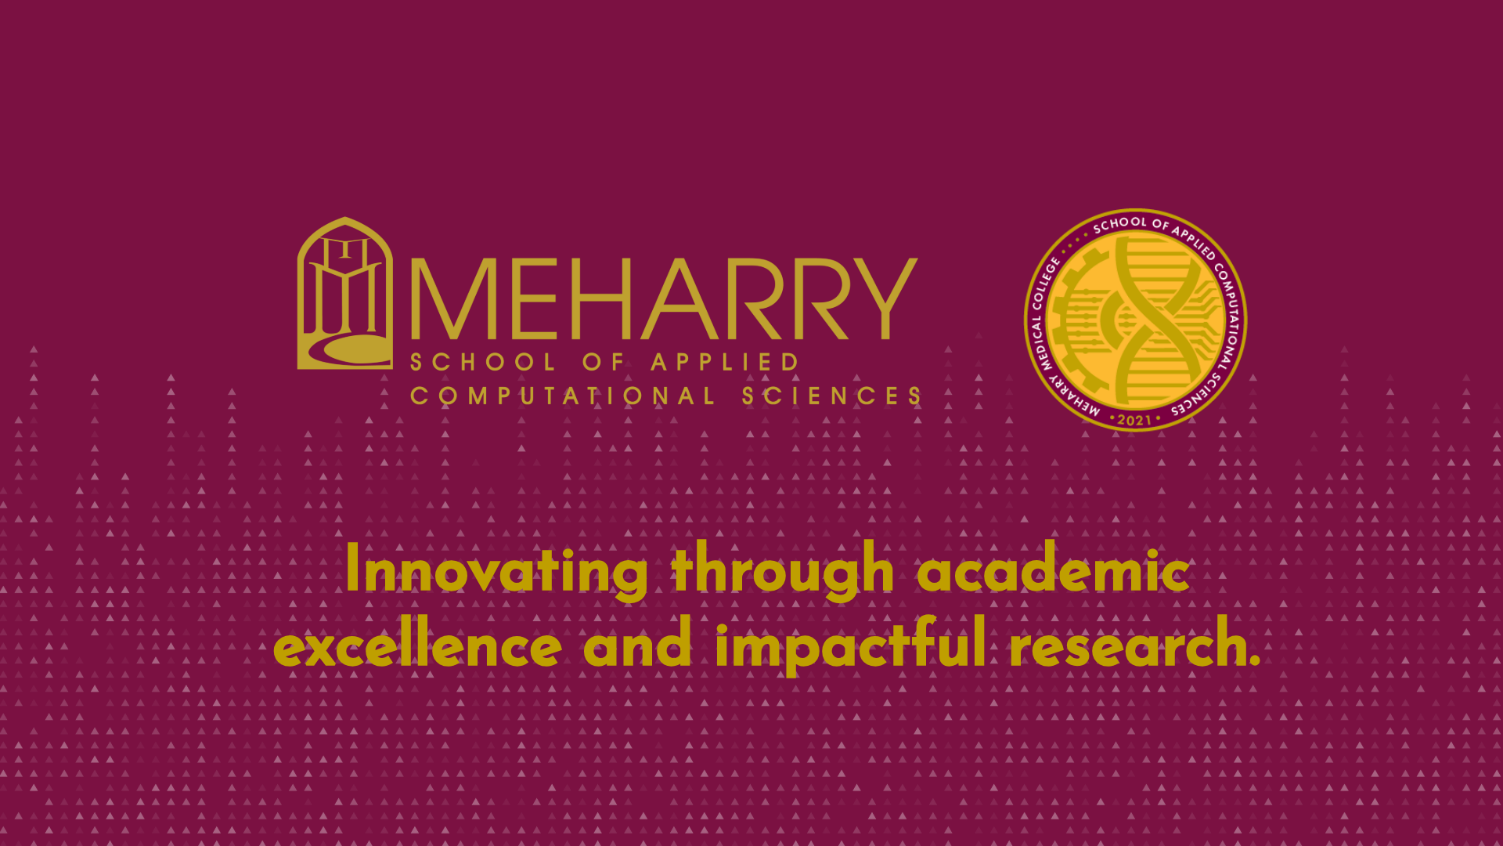 MEHARRY
SCHOOL OF APPLIED
COMPUTATIONAL SCIENCES
MEHARRY MEDICAL COLLEGE • • • • SCHOOL OF APPLIED COMPUTATIONAL SCIENCES
• 2021 •
Innovating through academic
excellence and impactful research.